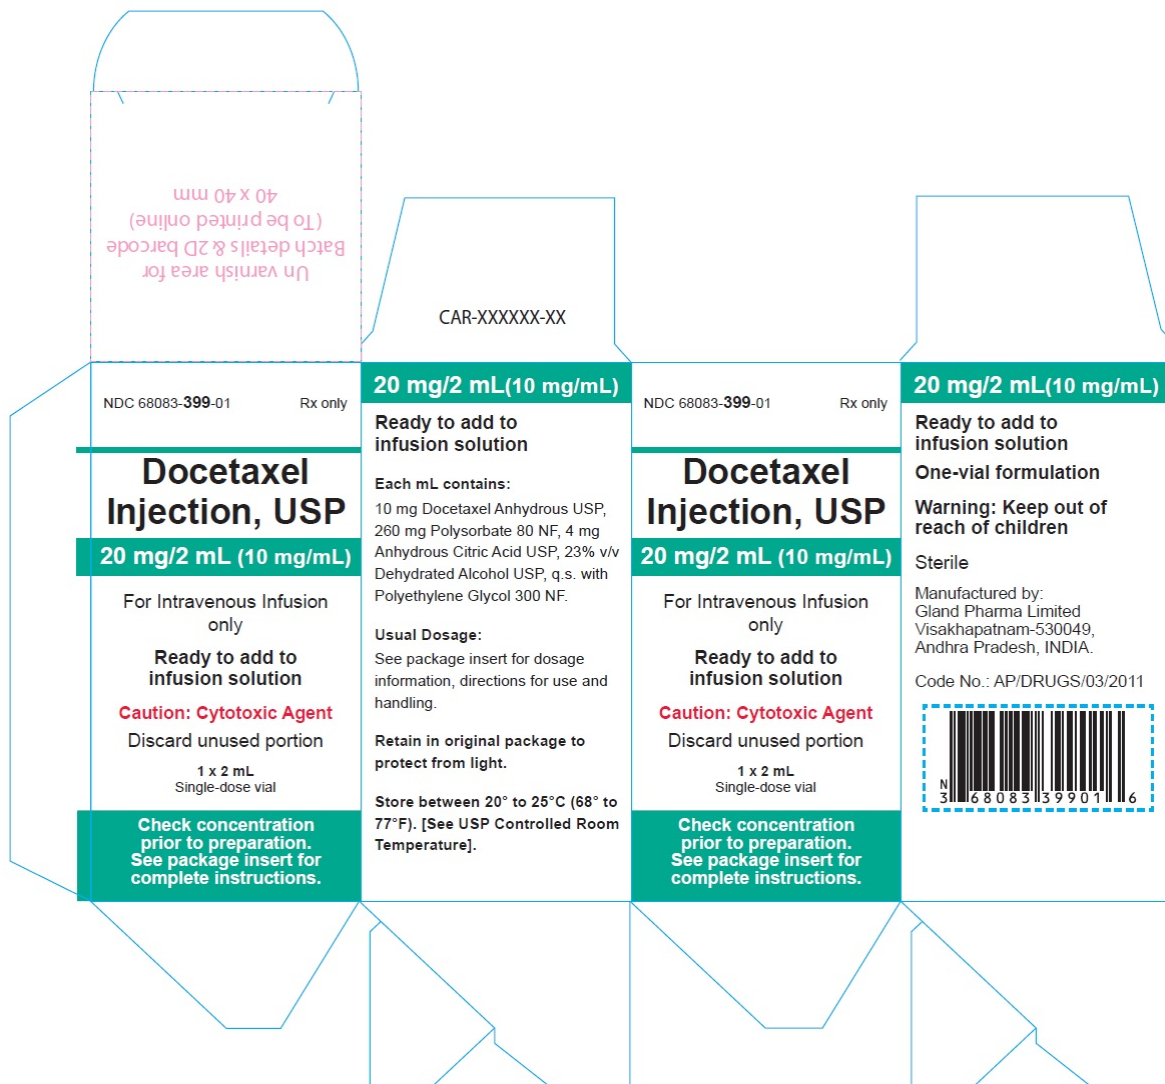 Un varnish area for
Batch details & 2D barcode
(To be printed online)
40 x 40 mm
CAR-XXXXXX-XX
NDC 68083-399-01 Rx only
Docetaxel
Injection, USP
20 mg/2 mL (10 mg/mL)
For Intravenous Infusion
only
Ready to add to
infusion solution
Caution: Cytotoxic Agent
Discard unused portion
1 x 2 mL
Single-dose vial
Check concentration
prior to preparation.
See package insert for
complete instructions.
20 mg/2 mL(10 mg/mL)
Ready to add to
infusion solution
Each mL contains:
10 mg Docetaxel Anhydrous USP,
260 mg Polysorbate 80 NF, 4 mg
Anhydrous Citric Acid USP, 23% v/v
Dehydrated Alcohol USP, q.s. with
Polyethylene Glycol 300 NF.
Usual Dosage:
See package insert for dosage
information, directions for use and
handling.
Retain in original package to
protect from light.
Store between 20° to 25°C (68° to
77°F). [See USP Controlled Room
Temperature].
NDC 68083-399-01 Rx only
Docetaxel
Injection, USP
20 mg/2 mL (10 mg/mL)
For Intravenous Infusion
only
Ready to add to
infusion solution
Caution: Cytotoxic Agent
Discard unused portion
1 x 2 mL
Single-dose vial
Check concentration
prior to preparation.
See package insert for
complete instructions.
20 mg/2 mL(10 mg/mL)
Ready to add to
infusion solution
One-vial formulation
Warning: Keep out of
reach of children
Sterile
Manufactured by:
Gland Pharma Limited
Visakhapatnam-530049,
Andhra Pradesh, INDIA.
Code No.: AP/DRUGS/03/2011
N
3 68083 39901 6